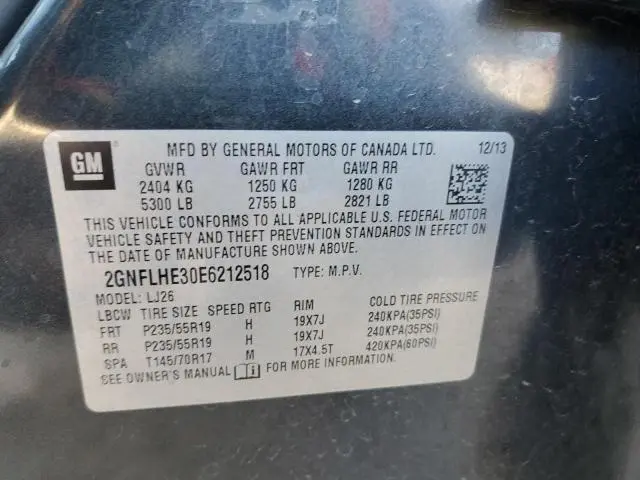 GM
MFD BY GENERAL MOTORS OF CANADA LTD. 12/13
GVWR GAWR FRT GAWR RR
2404 KG 1250 KG 1280 KG
5300 LB 2755 LB 2821 LB
THIS VEHICLE CONFORMS TO ALL APPLICABLE U.S. FEDERAL MOTOR
VEHICLE SAFETY AND THEFT PREVENTION STANDARDS IN EFFECT ON
THE DATE OF MANUFACTURE SHOWN ABOVE.
2GNFLHE30E6212518 TYPE: M.P.V.
MODEL: LJ26
LBCW TIRE SIZE SPEED RTG RIM COLD TIRE PRESSURE
FRT P235/55R19 H 19X7J 240KPA(35PSI)
RR P235/55R19 H 19X7J 240KPA(35PSI)
SPA T145/70R17 M 17X4.5T 420KPA(60PSI)
SEE OWNER'S MANUAL FOR MORE INFORMATION.